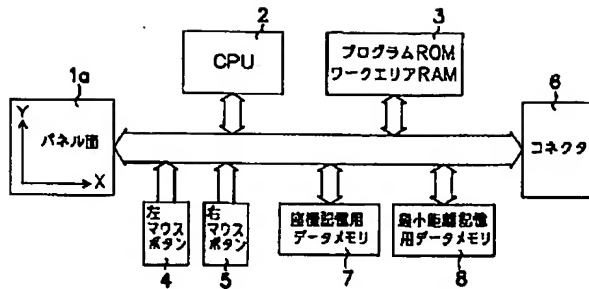 2
3
CPU
プログラムROM
ワークエリアRAM
1a
6
Y
パネル面
X
コネクタ
左
マウス
ボタン
右
マウス
ボタン
座標記憶用
データメモリ
最小距離記憶
用データメモリ
4
5
7
8